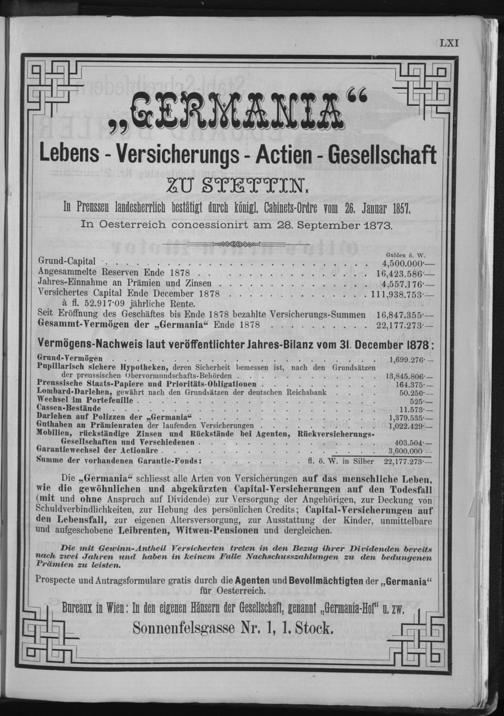 LXI
„GERMANIA“
Lebens - Versicherungs - Actien - Gesellschaft
ZU STETTIN.
In Preussen landesherrlich bestätigt durch königl. Cabinets-Ordre vom 26. Januar 1857.
In Oesterreich concessionirt am 28. September 1873.
Gulden ö. W.
Grund-Capital . . . 4,500.000·—
Angesammelte Reserven Ende 1878 . . . 16,423.586·—
Jahres-Einnahme an Prämien und Zinsen . . . 4,557.176·—
Versichertes Capital Ende December 1878 . . . 111,938.753·—
à fl. 52.917·09 jährliche Rente.
Seit Eröffnung des Geschäftes bis Ende 1878 bezahlte Versicherungs-Summen 16,847.355·—
Gesammt-Vermögen der „Germania“ Ende 1878 . . . 22,177.273·—
Vermögens-Nachweis laut veröffentlichter Jahres-Bilanz vom 31. December 1878:
Grund-Vermögen . . . 1,699.276·—
Pupillarisch sichere Hypotheken, deren Sicherheit bemessen ist, nach den Grundsätzen
der preussischen Obervormundschafts-Behörden . . . 13,845.806·—
Preussische Staats-Papiere und Prioritäts-Obligationen . . . 164.375·—
Lombard-Darlehen, gewährt nach den Grundsätzen der deutschen Reichsbank . . . 50.250·—
Wechsel im Portefeuille . . . 525·—
Cassen-Bestände . . . 11.573·—
Darlehen auf Polizzen der „Germania“ . . . 1,379.535·—
Guthaben an Prämienraten der laufenden Versicherungen . . . 1,022.429·—
Mobilien, rückständige Zinsen und Rückstände bei Agenten, Rückversicherungs-
Gesellschaften und Verschiedenen . . . 403.504·—
Garantiewechsel der Actionäre . . . 3,600.000·—
Summe der vorhandenen Garantie-Fonds: . . . fl. ö. W. in Silber 22,177.273·—
Die „Germania“ schliesst alle Arten von Versicherungen auf das menschliche Leben,
wie die gewöhnlichen und abgekürzten Capital-Versicherungen auf den Todesfall
(mit und ohne Anspruch auf Dividende) zur Versorgung der Angehörigen, zur Deckung von
Schuldverbindlichkeiten, zur Hebung des persönlichen Credits; Capital-Versicherungen auf
den Lebensfall, zur eigenen Altersversorgung, zur Ausstattung der Kinder, unmittelbare
und aufgeschobene Leibrenten, Witwen-Pensionen und dergleichen.
Die mit Gewinn-Antheil Versicherten treten in den Bezug ihrer Dividenden bereits
nach zwei Jahren und haben in keinem Falle Nachschusszahlungen zu den bedungenen
Prämien zu leisten.
Prospecte und Antragsformulare gratis durch die Agenten und Bevollmächtigten der „Germania“
für Oesterreich.
Bureaux in Wien: In den eigenen Häusern der Gesellschaft, genannt „Germania-Hof“ u. zw.
Sonnenfelsgasse Nr. 1, 1. Stock.